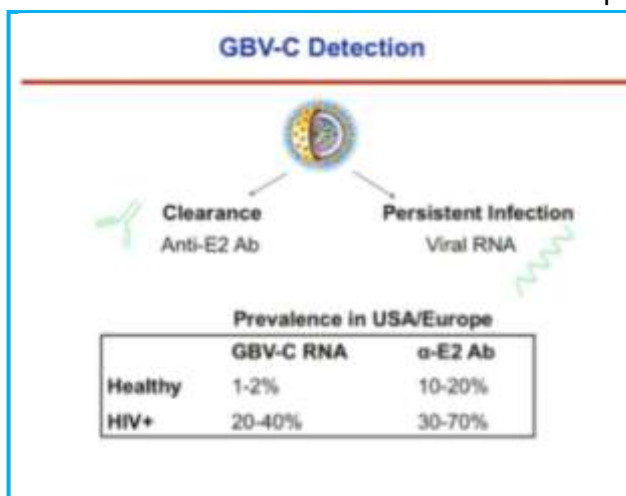 GBV-C Detection
Clearance Persistent Infection
Anti-E2 Ab Viral RNA
Prevalence in USA/Europe
GBV-C RNA α-E2 Ab
Healthy 1-2% 10-20%
HIV+ 20-40% 30-70%